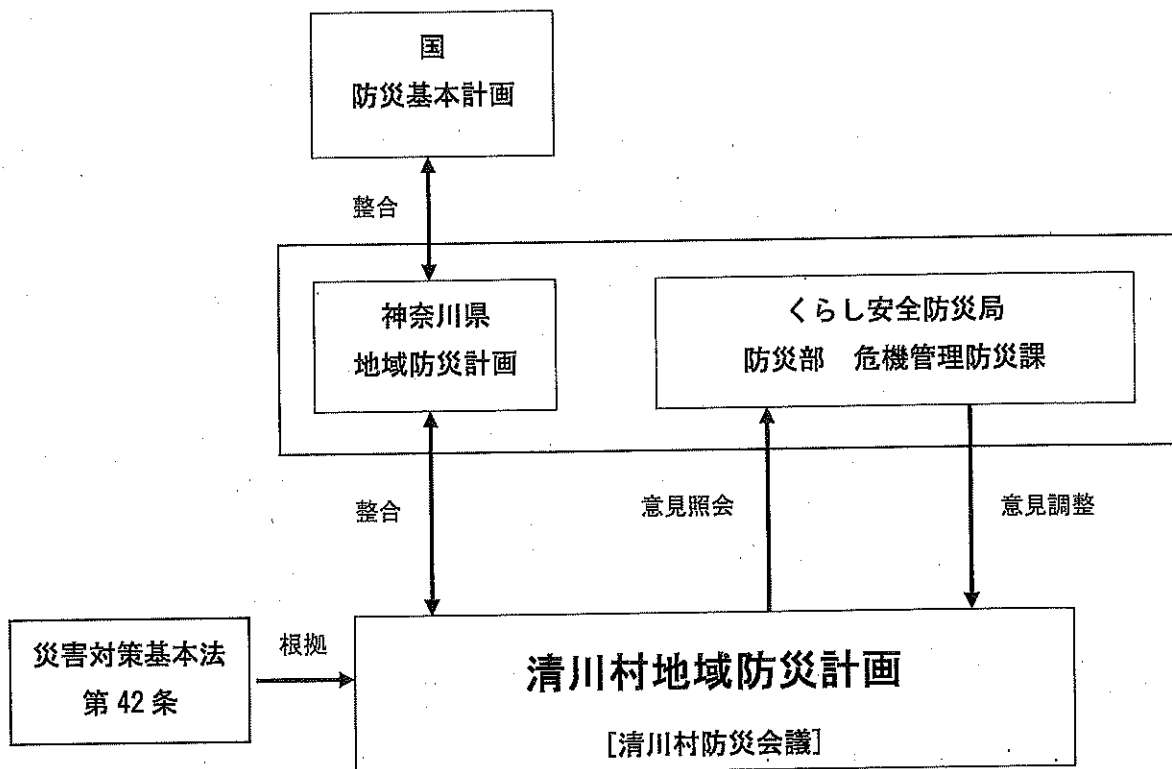 国
防災基本計画
整合
神奈川県
地域防災計画
くらし安全防災局
防災部　危機管理防災課
整合
意見照会
意見調整
災害対策基本法
第42条
根拠
清川村地域防災計画
[清川村防災会議]